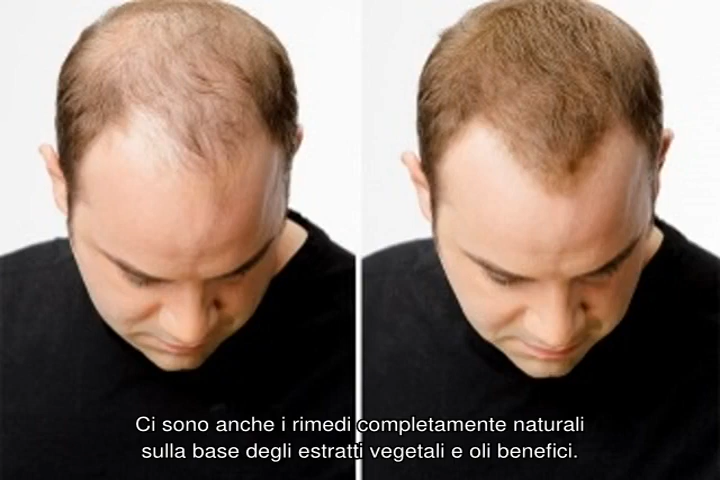 Ci sono anche i rimedi completamente naturali
sulla base degli estratti vegetali e oli benefici.